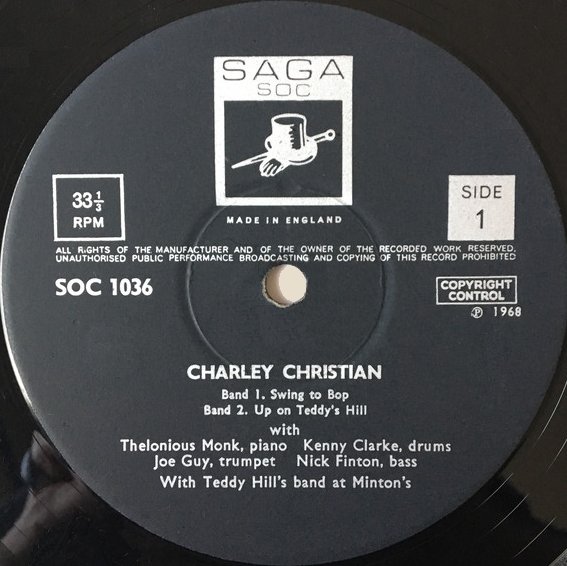 SAGA
SOC
33⅓
RPM
SIDE
1
MADE IN ENGLAND
ALL RIGHTS OF THE MANUFACTURER AND OF THE OWNER OF THE RECORDED WORK RESERVED.
UNAUTHORISED PUBLIC PERFORMANCE BROADCASTING AND COPYING OF THIS RECORD PROHIBITED
SOC 1036
COPYRIGHT
CONTROL
℗ 1968
CHARLEY CHRISTIAN
Band 1. Swing to Bop
Band 2. Up on Teddy's Hill
with
Thelonious Monk, piano Kenny Clarke, drums
Joe Guy, trumpet Nick Finton, bass
With Teddy Hill's band at Minton's